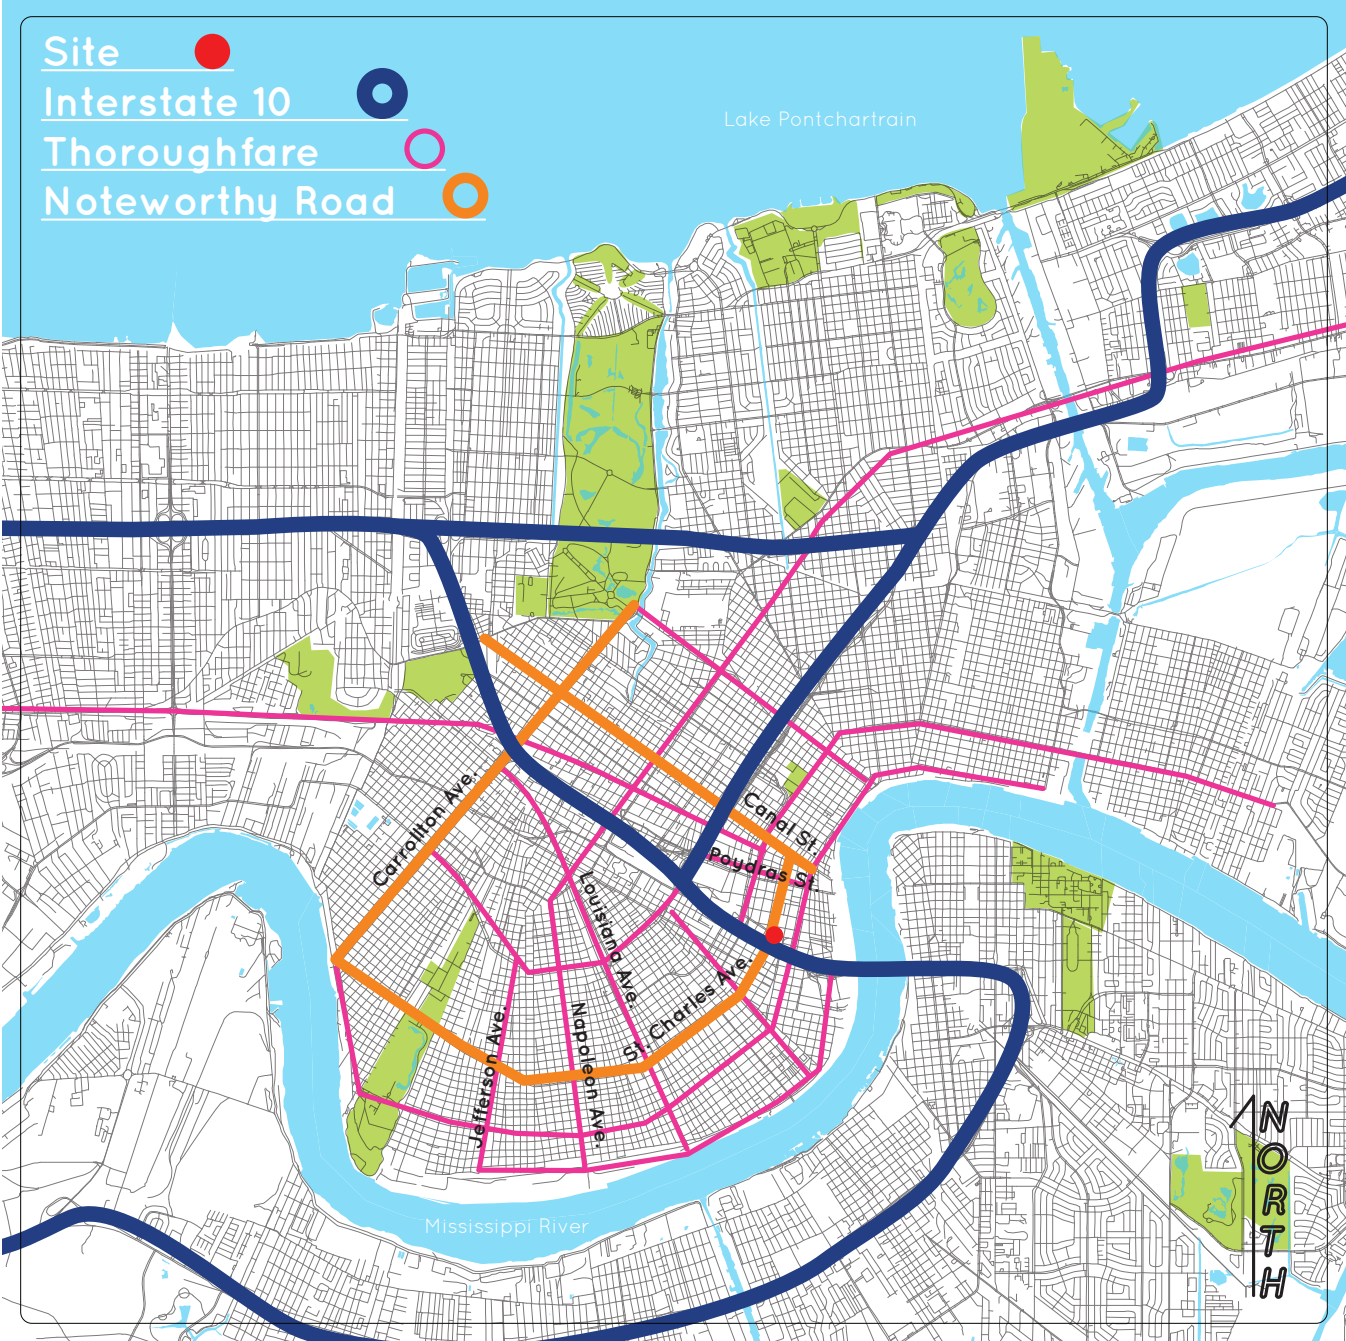 Site
Interstate 10
Thoroughfare
Noteworthy Road
Lake Pontchartrain
Carrollton Ave.
Canal St.
Poydras St.
Louisiana Ave.
St. Charles Ave.
Napoleon Ave.
Jefferson Ave.
Mississippi River
NORTH